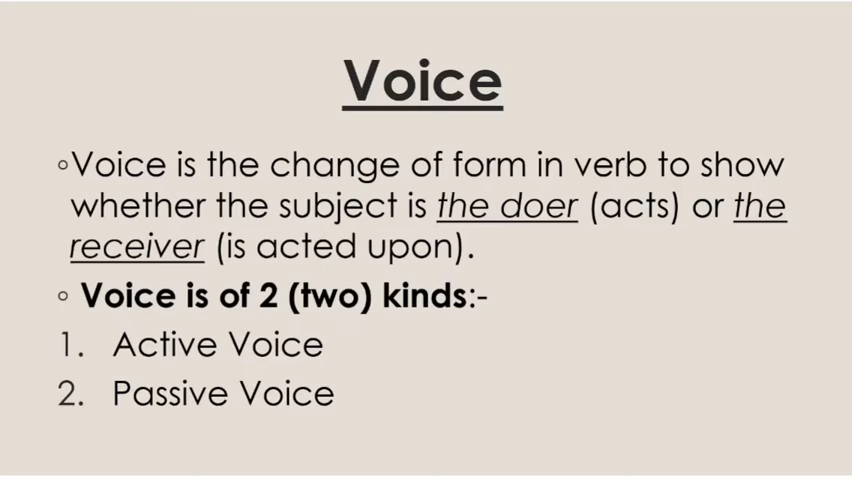 Voice
◦Voice is the change of form in verb to show
whether the subject is the doer (acts) or the
receiver (is acted upon).
◦ Voice is of 2 (two) kinds:-
1. Active Voice
2. Passive Voice